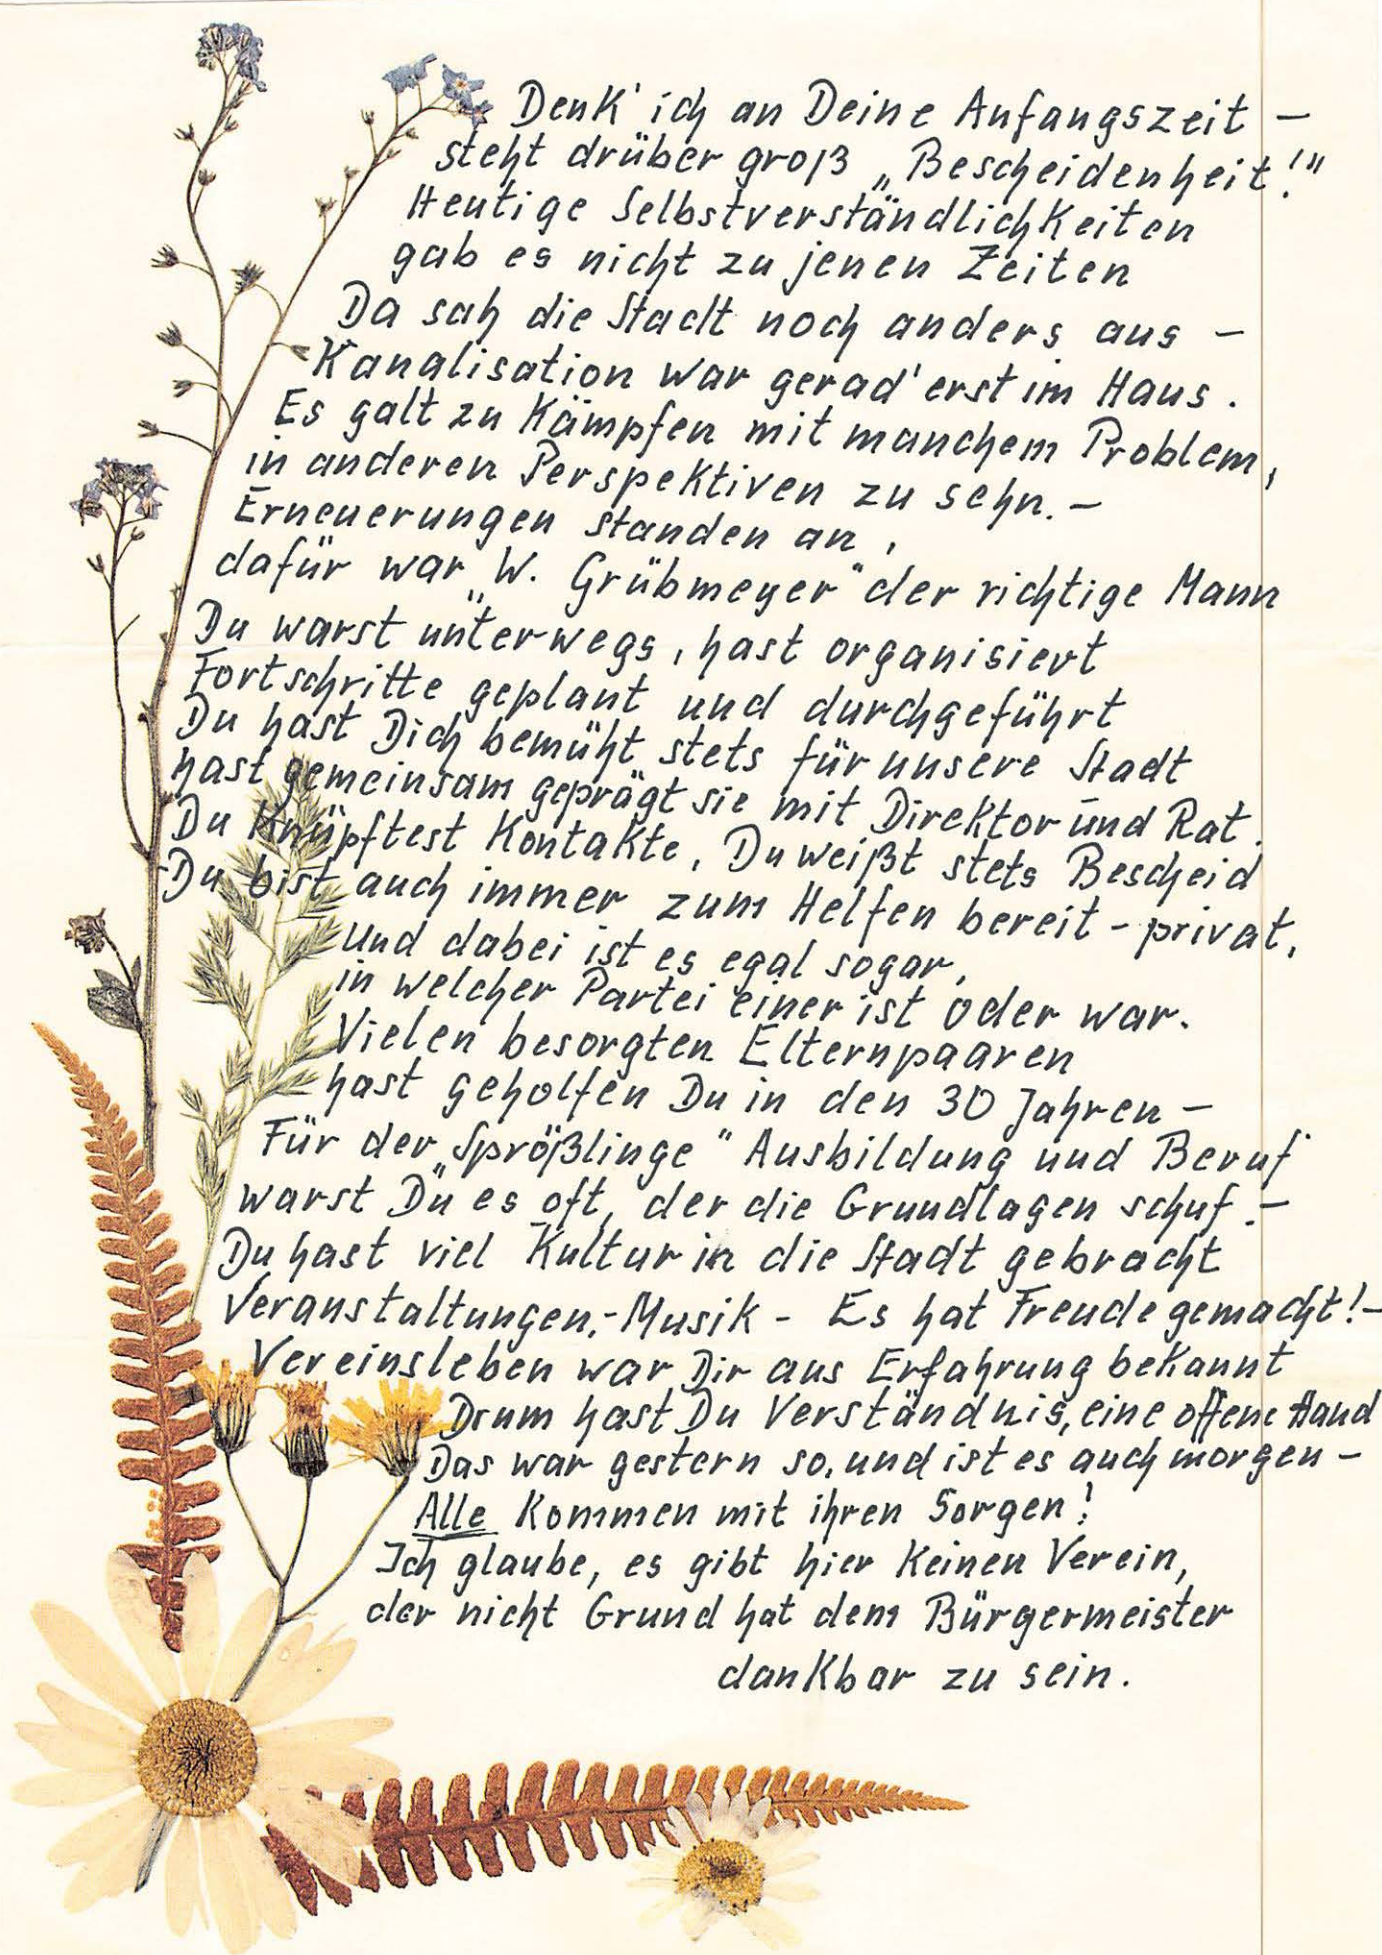 Denk' ich an Deine Anfangszeit –
steht drüber groß „Bescheidenheit!"
Heutige Selbstverständlichkeiten
gab es nicht zu jenen Zeiten
Da sah die Stadt noch anders aus –
Kanalisation war gerad' erst im Haus.
Es galt zu kämpfen mit manchem Problem,
in anderen Perspektiven zu sehn. –
Erneuerungen standen an,
dafür war „W. Grübmeyer" der richtige Mann
Du warst unterwegs, hast organisiert
Fortschritte geplant und durchgeführt
Du hast Dich bemüht stets für unsere Stadt
hast gemeinsam geprägt sie mit Direktor und Rat.
Du knüpftest Kontakte, Du weißt stets Bescheid
Du bist auch immer zum Helfen bereit - privat,
Und dabei ist es egal sogar,
in welcher Partei einer ist oder war.
Vielen besorgten Elternpaaren
hast geholfen Du in den 30 Jahren –
Für der „Sprößlinge" Ausbildung und Beruf
warst Du es oft, der die Grundlagen schuf. –
Du hast viel Kultur in die Stadt gebracht
Veranstaltungen, - Musik - Es hat Freude gemacht! –
Vereinsleben war Dir aus Erfahrung bekannt
Drum hast Du Verständnis, eine offene Hand
Das war gestern so, und ist es auch morgen –
Alle kommen mit ihren Sorgen!
Ich glaube, es gibt hier keinen Verein,
der nicht Grund hat dem Bürgermeister
dankbar zu sein.